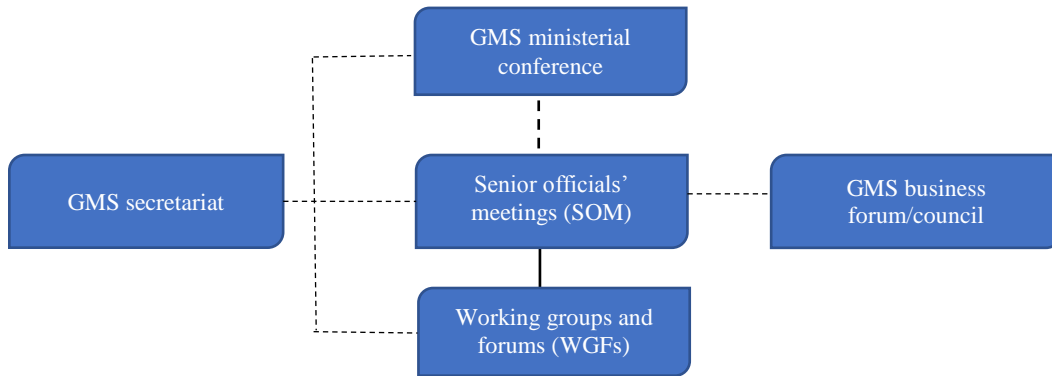 GMS ministerial
conference
GMS secretariat
Senior officials’
meetings (SOM)
GMS business
forum/council
Working groups and
forums (WGFs)